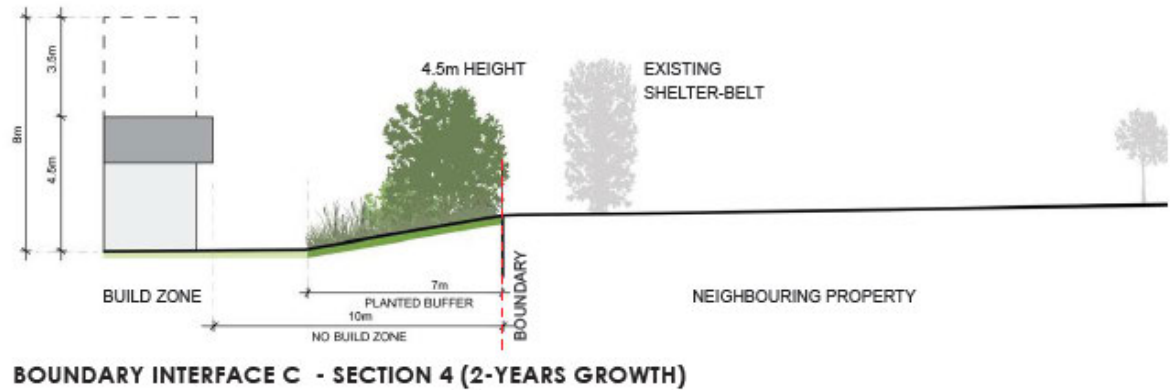 3.5m
8m
4.5m
4.5m HEIGHT
EXISTING
SHELTER-BELT
BUILD ZONE
7m
PLANTED BUFFER
10m
NO BUILD ZONE
BOUNDARY
NEIGHBOURING PROPERTY
BOUNDARY INTERFACE C - SECTION 4 (2-YEARS GROWTH)